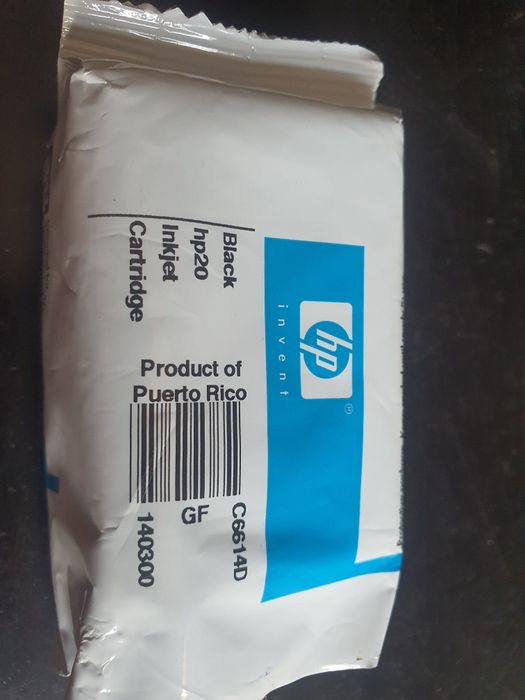 hp
invent
Black
hp20
Inkjet
Cartridge
Product of
Puerto Rico
C6614D
GF
140300